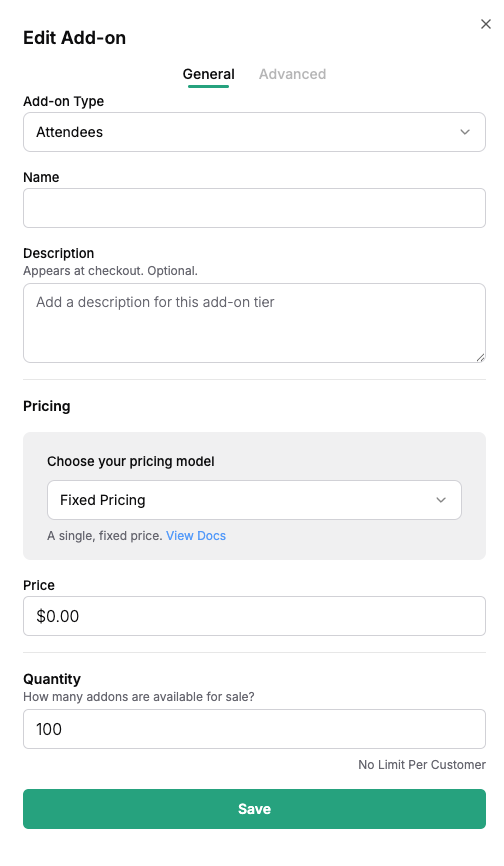 Edit Add-on
General Advanced
Add-on Type
Attendees
Name
Description
Appears at checkout. Optional.
Add a description for this add-on tier
Pricing
Choose your pricing model
Fixed Pricing
A single, fixed price. View Docs
Price
$0.00
Quantity
How many addons are available for sale?
100
No Limit Per Customer
Save